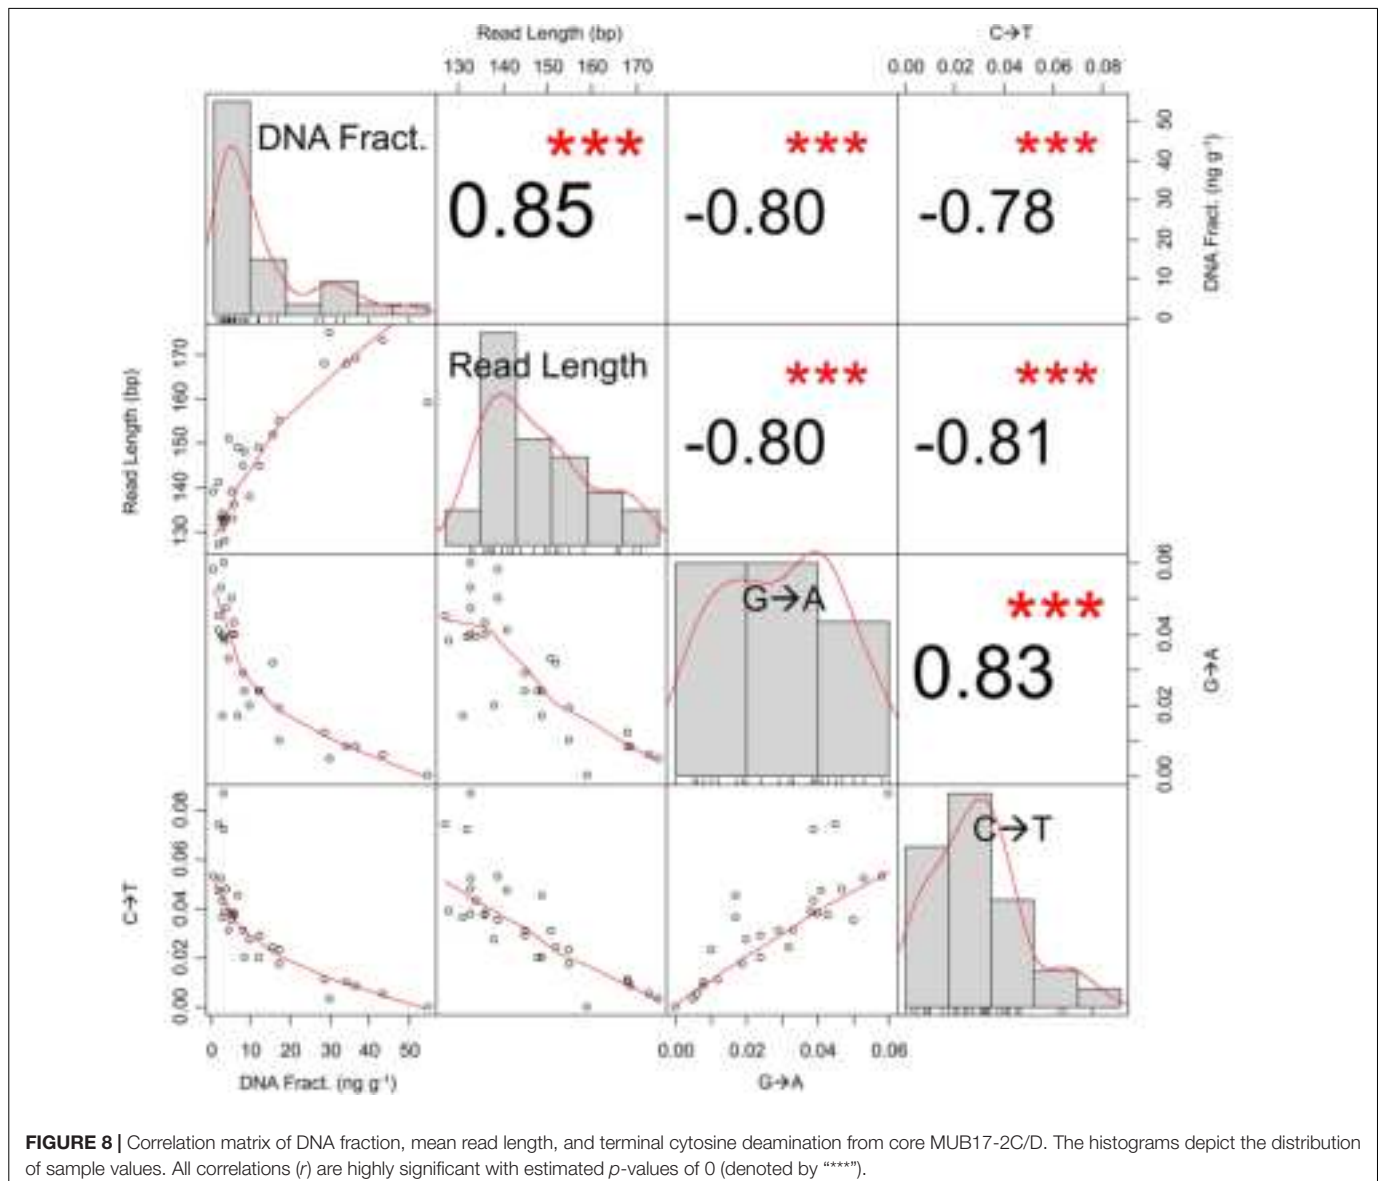 Read Length (bp)
C→T
130 140 150 160 170
0.00 0.02 0.04 0.06 0.08
DNA Fract.
***
0.85
***
-0.80
***
-0.78
0 10 20 30 40 50
DNA Fract. (ng g⁻¹)
Read Length (bp)
130 140 150 160 170
Read Length
***
-0.80
***
-0.81
G→A
***
0.83
0.00 0.02 0.04 0.06
G→A
C→T
0.00 0.02 0.04 0.06 0.08
C→T
0 10 20 30 40 50
0.00 0.02 0.04 0.06
DNA Fract. (ng g⁻¹)
G→A
FIGURE 8 | Correlation matrix of DNA fraction, mean read length, and terminal cytosine deamination from core MUB17-2C/D. The histograms depict the distribution
of sample values. All correlations (r) are highly significant with estimated p-values of 0 (denoted by “***”).